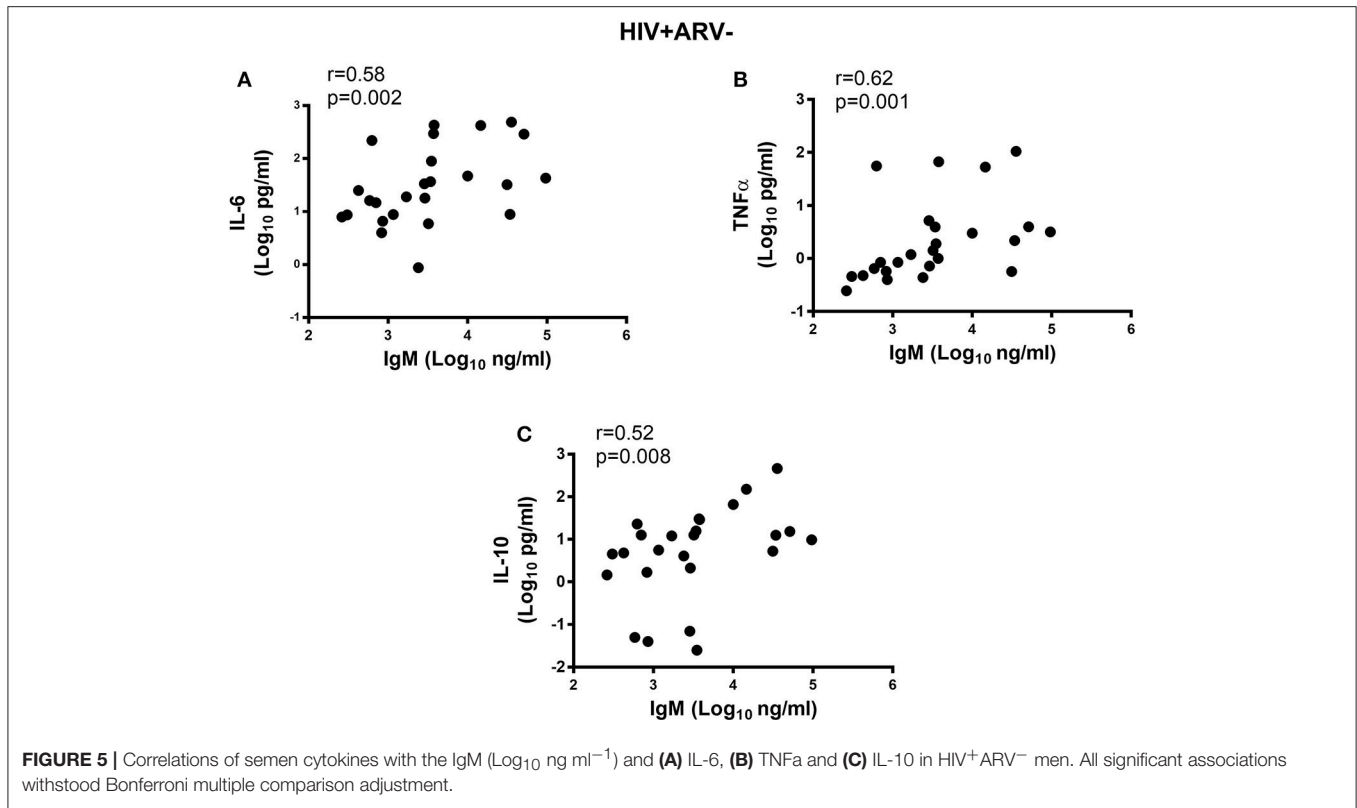 HIV+ARV-
A
r=0.58
p=0.002
IL-6
(Log₁₀ pg/ml)
3
2
1
0
-1
2 3 4 5 6
IgM (Log₁₀ ng/ml)
B
r=0.62
p=0.001
TNFα
(Log₁₀ pg/ml)
3
2
1
0
-1
2 3 4 5 6
IgM (Log₁₀ ng/ml)
C
r=0.52
p=0.008
IL-10
(Log₁₀ pg/ml)
3
2
1
0
-1
-2
2 3 4 5 6
IgM (Log₁₀ ng/ml)
FIGURE 5 | Correlations of semen cytokines with the IgM (Log₁₀ ng ml⁻¹) and (A) IL-6, (B) TNFa and (C) IL-10 in HIV⁺ARV⁻ men. All significant associations
withstood Bonferroni multiple comparison adjustment.